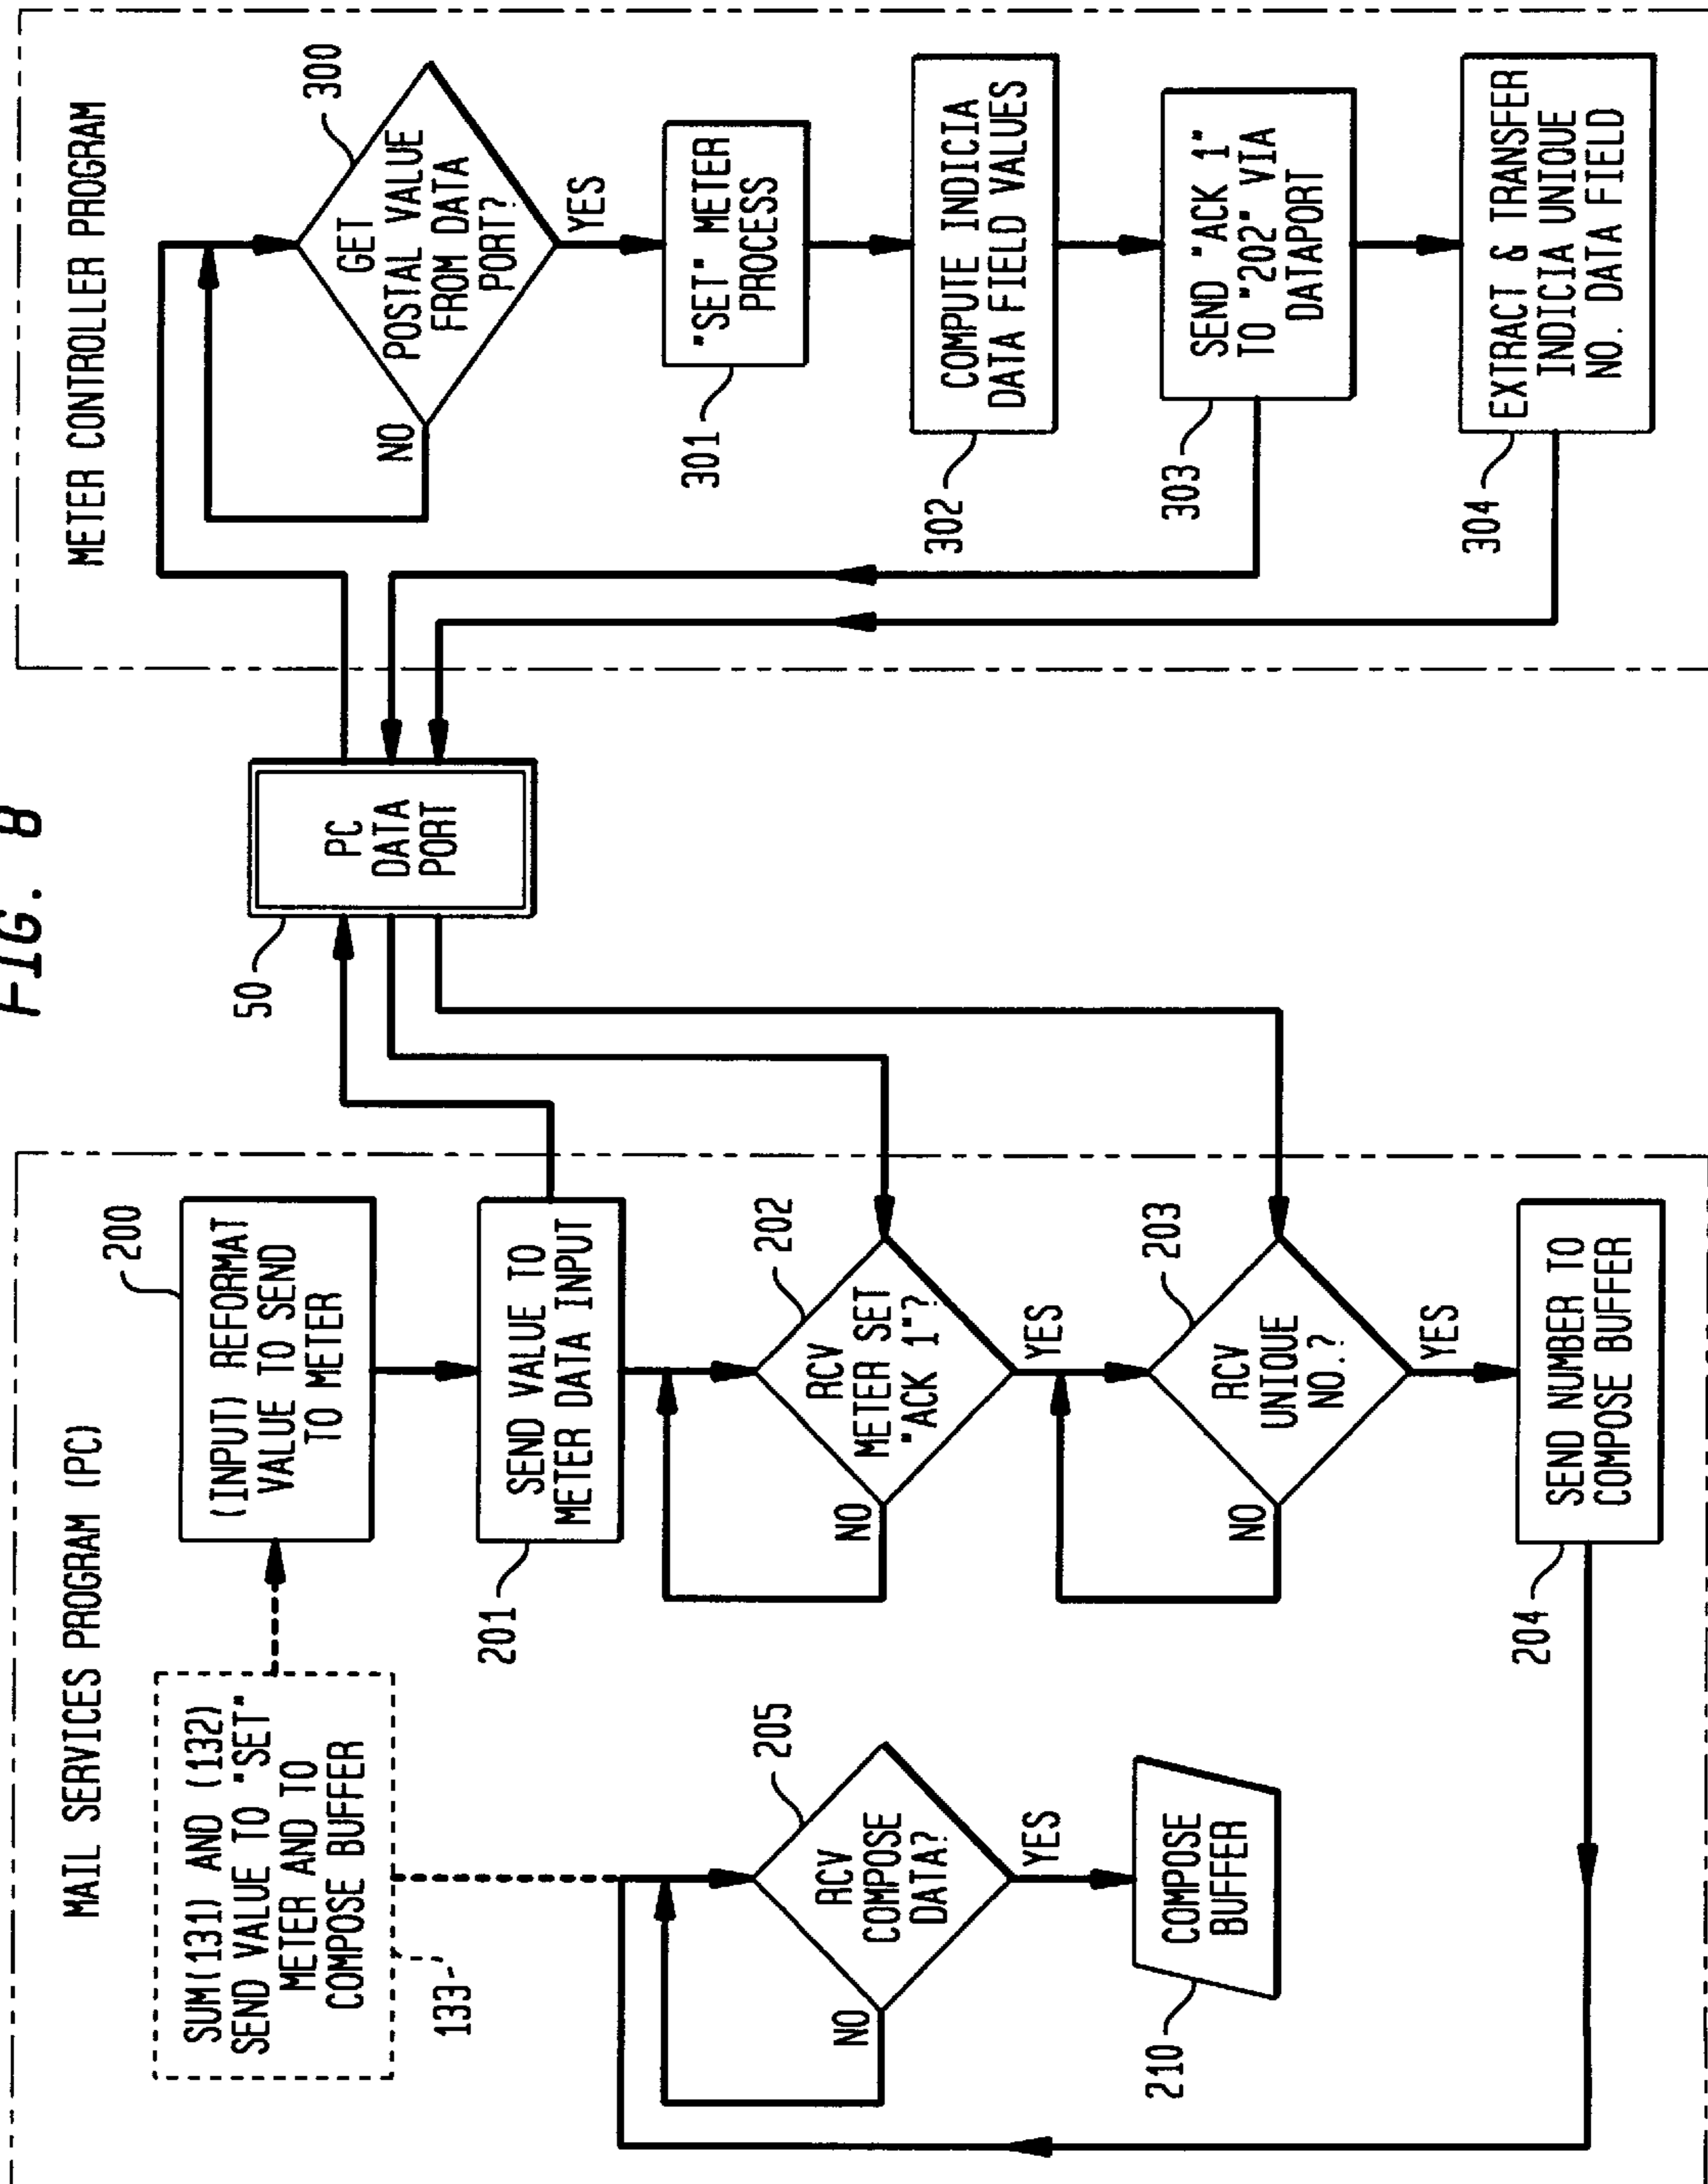 FIG. 8
MAIL SERVICES PROGRAM (PC)
SUM(131) AND (132)
SEND VALUE TO "SET"
METER AND TO
COMPOSE BUFFER
133
(INPUT) REFORMAT
VALUE TO SEND
TO METER
200
SEND VALUE TO
METER DATA INPUT
201
RCV
METER SET
"ACK 1"?
202
NO
YES
RCV
UNIQUE
NO.?
203
NO
YES
SEND NUMBER TO
COMPOSE BUFFER
204
RCV
COMPOSE
DATA?
205
NO
YES
COMPOSE
BUFFER
210
PC
DATA
PORT
50
METER CONTROLLER PROGRAM
GET
POSTAL VALUE
FROM DATA
PORT?
300
NO
YES
"SET" METER
PROCESS
301
COMPUTE INDICIA
DATA FIELD VALUES
302
SEND "ACK 1"
TO "202" VIA
DATAPORT
303
EXTRACT & TRANSFER
INDICIA UNIQUE
NO. DATA FIELD
304